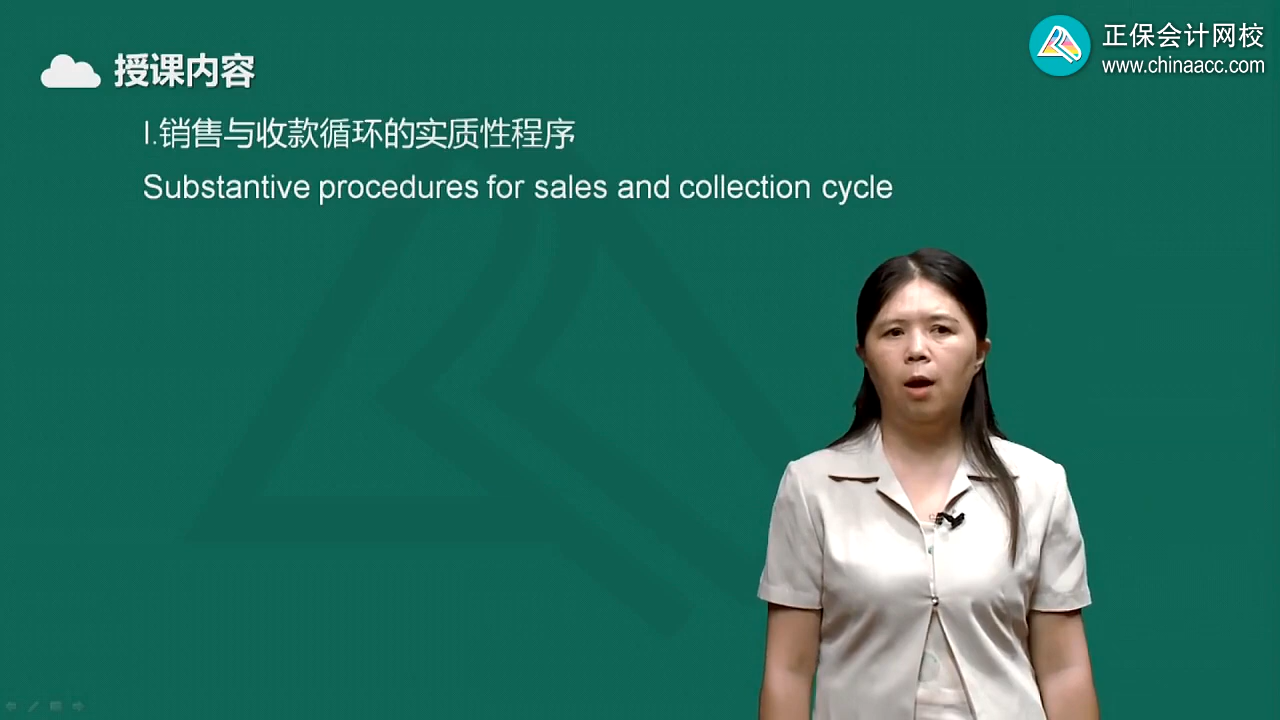 正保会计网校
www.chinaacc.com
授课内容
I.销售与收款循环的实质性程序
Substantive procedures for sales and collection cycle